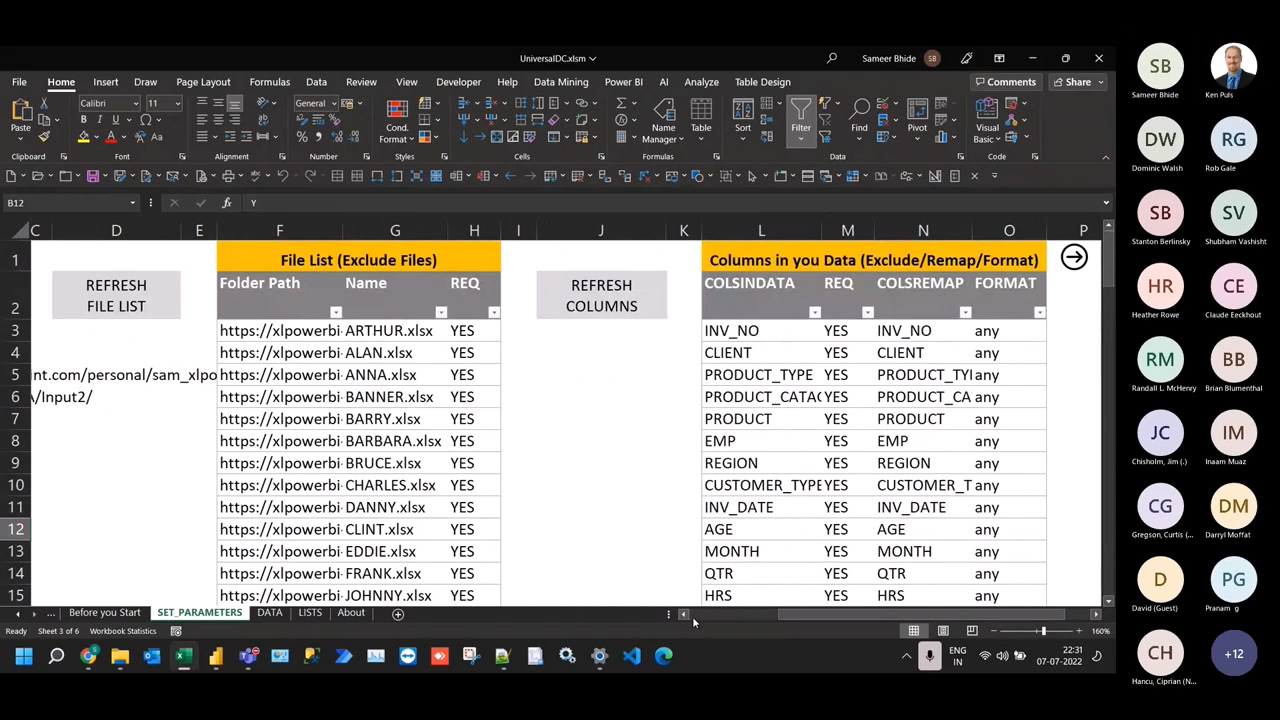 UniversalDC.xlsm
Sameer Bhide SB
File Home Insert Draw Page Layout Formulas Data Review View Developer Help Data Mining Power BI AI Analyze Table Design Comments Share
Paste
Calibri 11
General
Cond.
Format
Name
Manager
Table
Sort
Filter
Find
Pivot
Visual
Basic
Clipboard Font Alignment Number Styles Cells Formulas Data Code
B12 fx Y
C D E F G H I J K L M N O P
1 File List (Exclude Files) Columns in you Data (Exclude/Remap/Format)
2 REFRESH
FILE LIST
Folder Path Name REQ
REFRESH
COLUMNS
COLSINDATA REQ COLSREMAP FORMAT
3 https://xlpowerbi- ARTHUR.xlsx YES INV_NO YES INV_NO any
4 https://xlpowerbi- ALAN.xlsx YES CLIENT YES CLIENT any
5 int.com/personal/sam_xlpo https://xlpowerbi- ANNA.xlsx YES PRODUCT_TYPE YES PRODUCT_TYI any
6 \/Input2/ https://xlpowerbi- BANNER.xlsx YES PRODUCT_CATAG YES PRODUCT_CA any
7 https://xlpowerbi- BARRY.xlsx YES PRODUCT YES PRODUCT any
8 https://xlpowerbi- BARBARA.xlsx YES EMP YES EMP any
9 https://xlpowerbi- BRUCE.xlsx YES REGION YES REGION any
10 https://xlpowerbi- CHARLES.xlsx YES CUSTOMER_TYPE YES CUSTOMER_T any
11 https://xlpowerbi- DANNY.xlsx YES INV_DATE YES INV_DATE any
12 https://xlpowerbi- CLINT.xlsx YES AGE YES AGE any
13 https://xlpowerbi- EDDIE.xlsx YES MONTH YES MONTH any
14 https://xlpowerbi- FRANK.xlsx YES QTR YES QTR any
15 https://xlpowerbi- JOHNNY.xlsx YES HRS YES HRS any
... Before you Start SET_PARAMETERS DATA LISTS About
Ready Sheet 3 of 6 Workbook Statistics 160%
ENG
IN
22:31
07-07-2022
SB
Sameer Bhide
Ken Puls
DW
Dominic Walsh
RG
Rob Gale
SB
Stanton Berlinsky
SV
Shubham Vashisht
HR
Heather Rowe
CE
Claude Eeckhout
RM
Randall L. McHenry
BB
Brian Blumenthal
JC
Chisholm, Jim (.)
IM
Inaam Muaz
CG
Gregson, Curtis (...
DM
Darryl Moffat
D
David (Guest)
PG
Pranam g
CH
Hancu, Ciprian (N...
+12